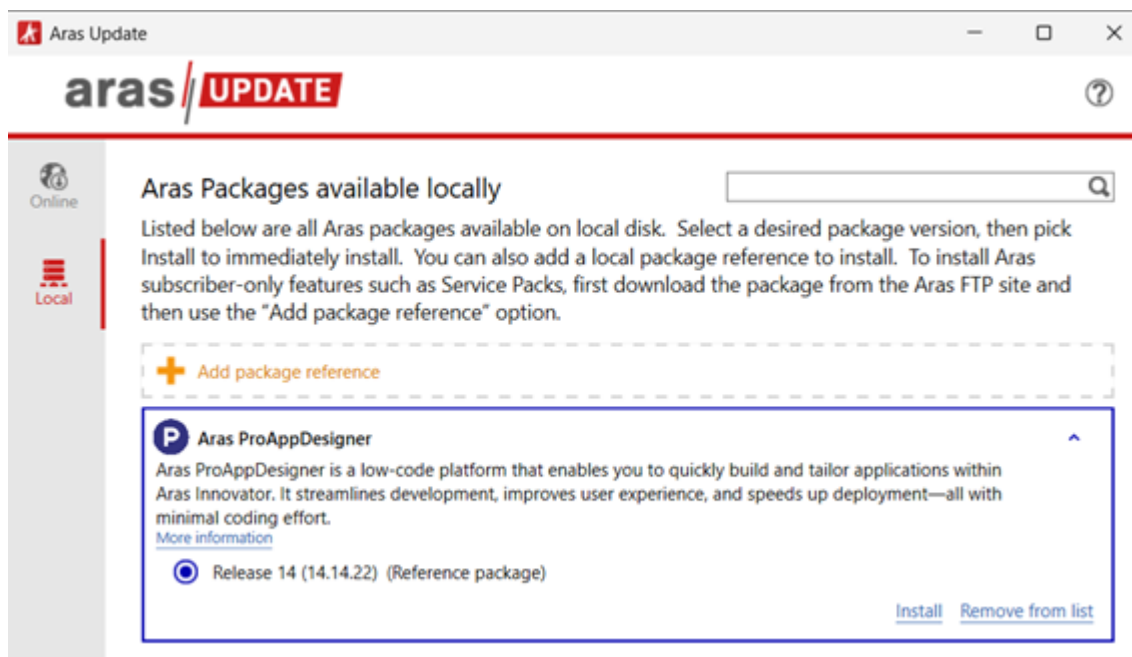 Aras Update
aras UPDATE
?
Online
Local
Aras Packages available locally
Listed below are all Aras packages available on local disk. Select a desired package version, then pick
Install to immediately install. You can also add a local package reference to install. To install Aras
subscriber-only features such as Service Packs, first download the package from the Aras FTP site and
then use the “Add package reference” option.
Add package reference
P Aras ProAppDesigner
Aras ProAppDesigner is a low-code platform that enables you to quickly build and tailor applications within
Aras Innovator. It streamlines development, improves user experience, and speeds up deployment—all with
minimal coding effort.
More information
Release 14 (14.14.22) (Reference package)
Install Remove from list